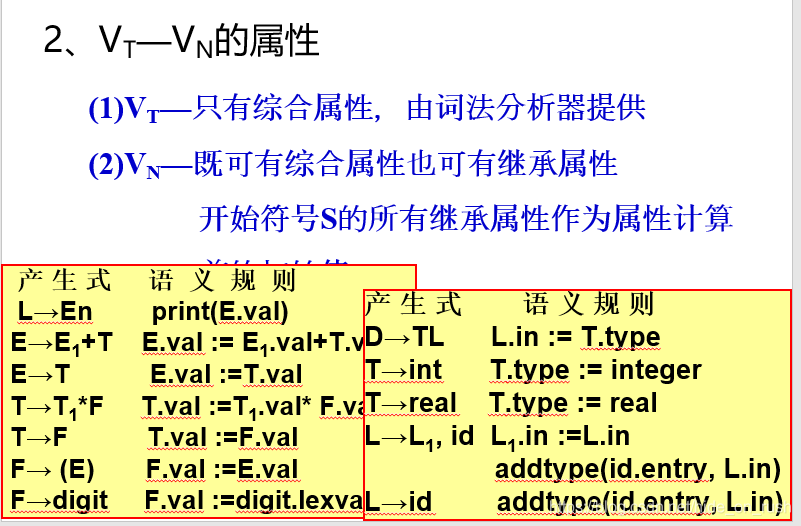 2、VT—VN的属性
(1)VT—只有综合属性，由词法分析器提供
(2)VN—既可有综合属性也可有继承属性
开始符号S的所有继承属性作为属性计算
产生式 语义规则
L→En print(E.val)
E→E1+T E.val := E1.val+T.v
E→T E.val :=T.val
T→T1*F T.val :=T1.val* F.va
T→F T.val :=F.val
F→ (E) F.val :=E.val
F→digit F.val :=digit.lexva
产生式 语义规则
D→TL L.in := T.type
T→int T.type := integer
T→real T.type := real
L→L1, id L1.in :=L.in
addtype(id.entry, L.in)
L→id addtype(id.entry, L.in)